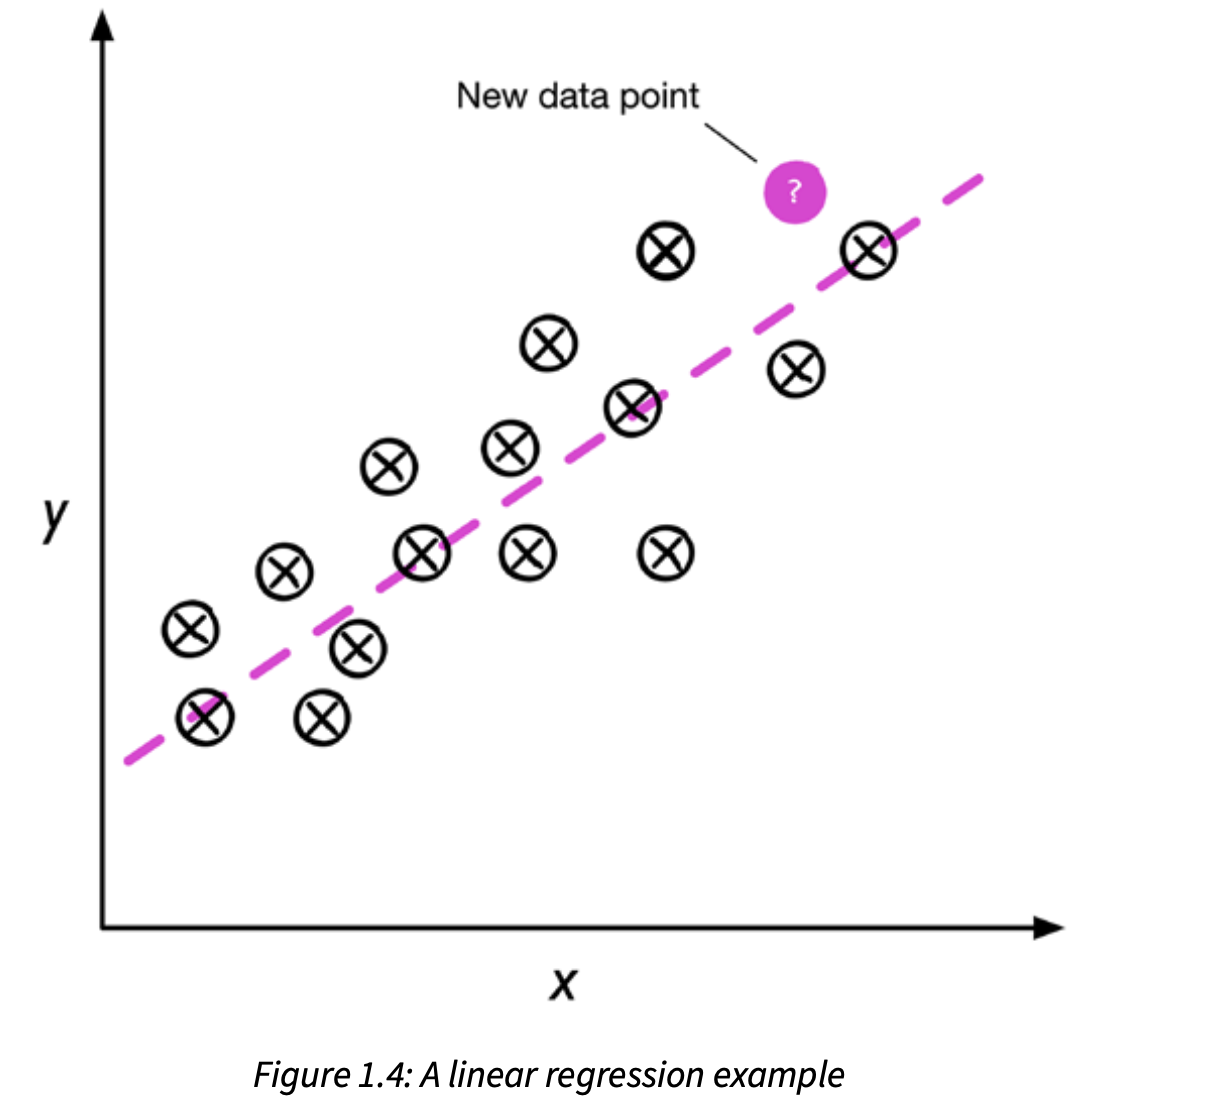 New data point
?
y
x
Figure 1.4: A linear regression example